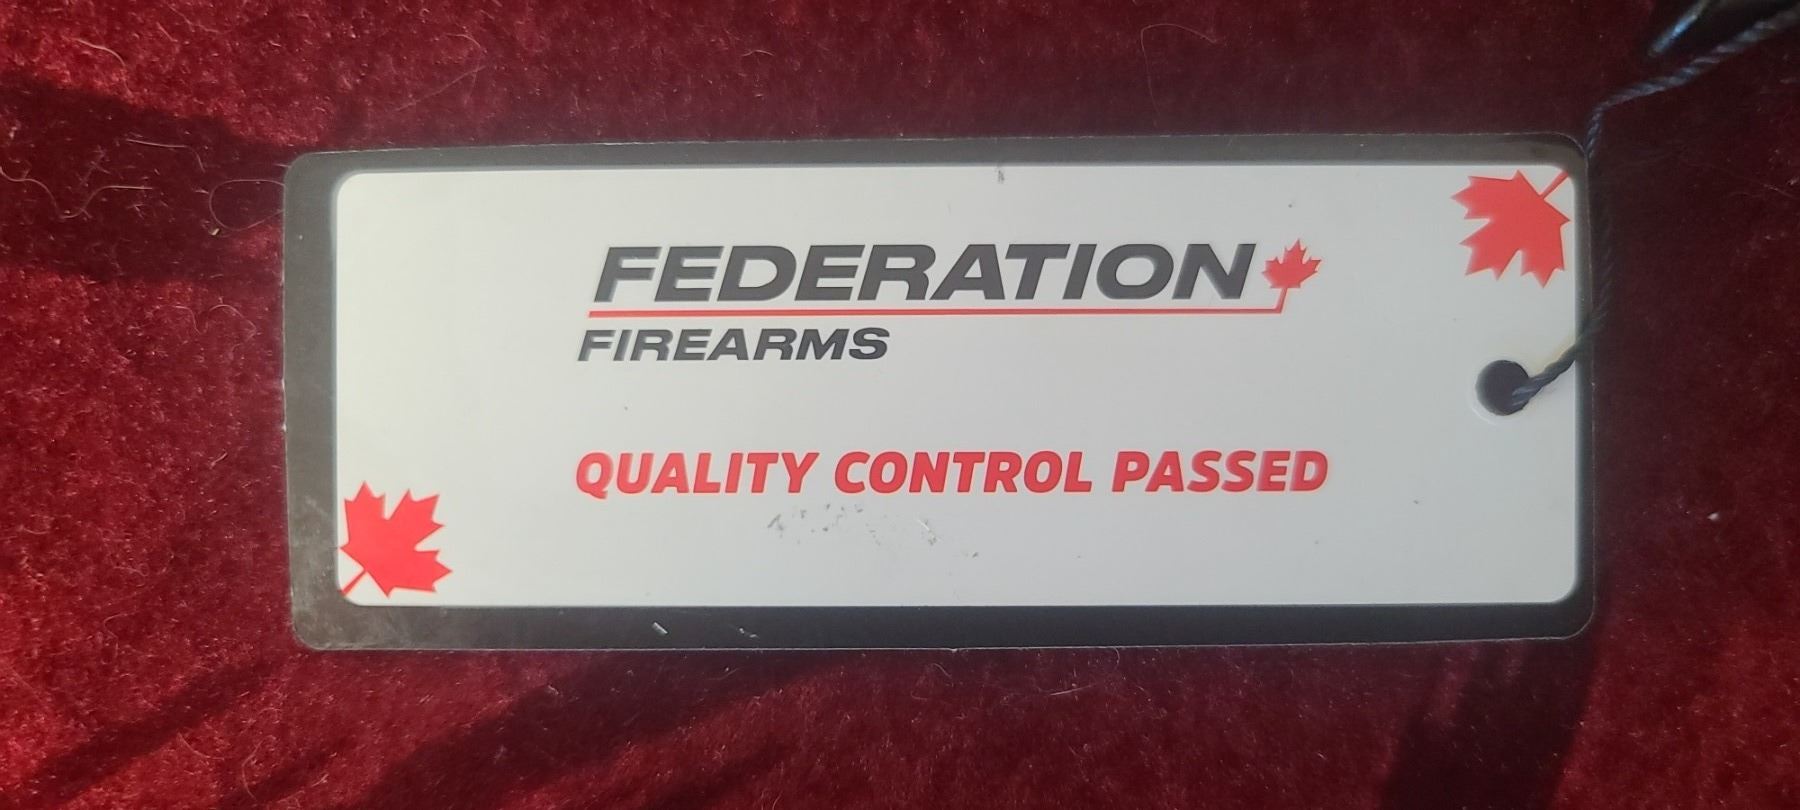 FEDERATION
FIREARMS
QUALITY CONTROL PASSED